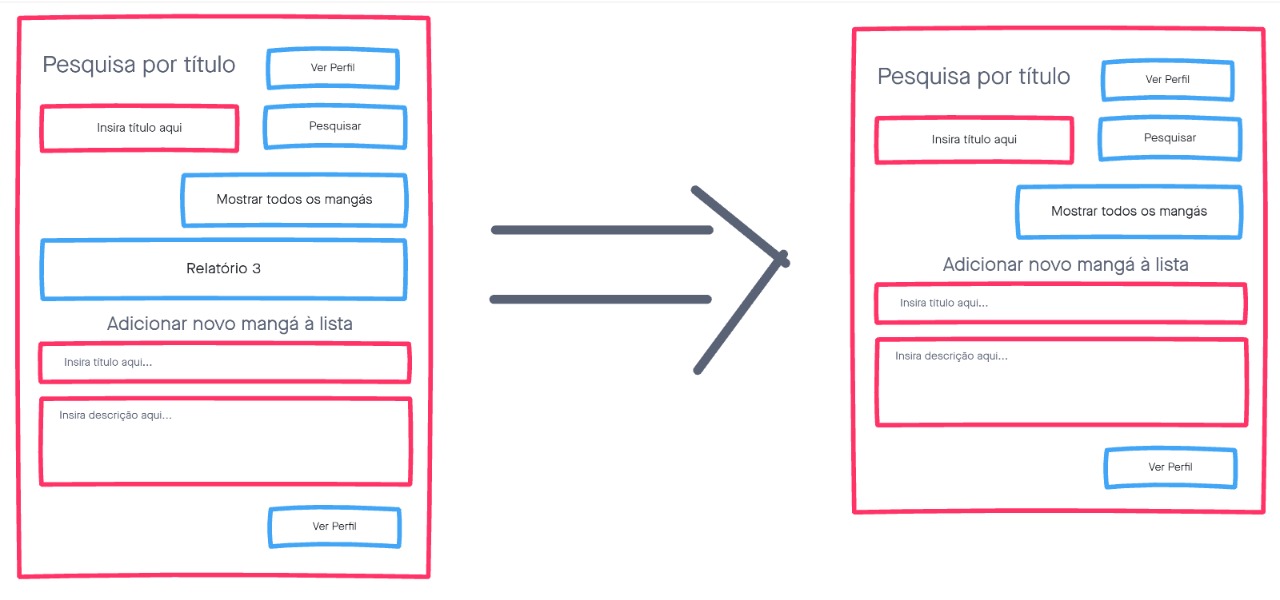 Pesquisa por título
Ver Perfil
Insira título aqui
Pesquisar
Mostrar todos os mangás
Relatório 3
Adicionar novo mangá à lista
Insira título aqui...
Insira descrição aqui...
Ver Perfil
Pesquisa por título
Ver Perfil
Insira título aqui
Pesquisar
Mostrar todos os mangás
Adicionar novo mangá à lista
Insira título aqui...
Insira descrição aqui...
Ver Perfil